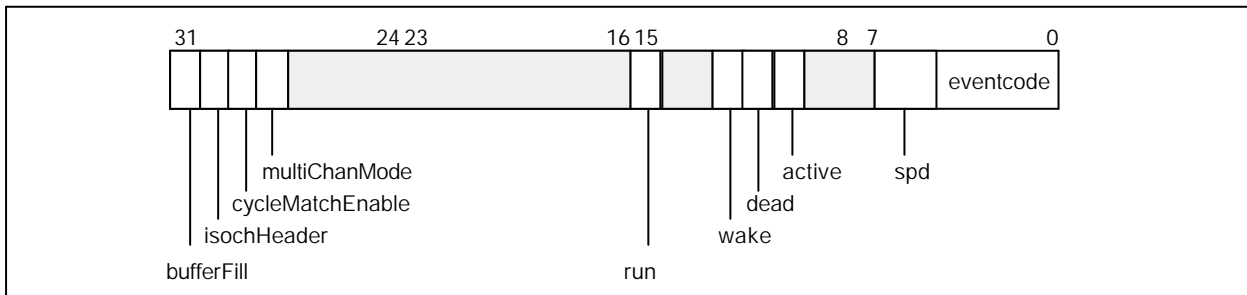 31 24 23 16 15 8 7 0
eventcode
multiChanMode active spd
cycleMatchEnable dead
isochHeader wake
bufferFill run